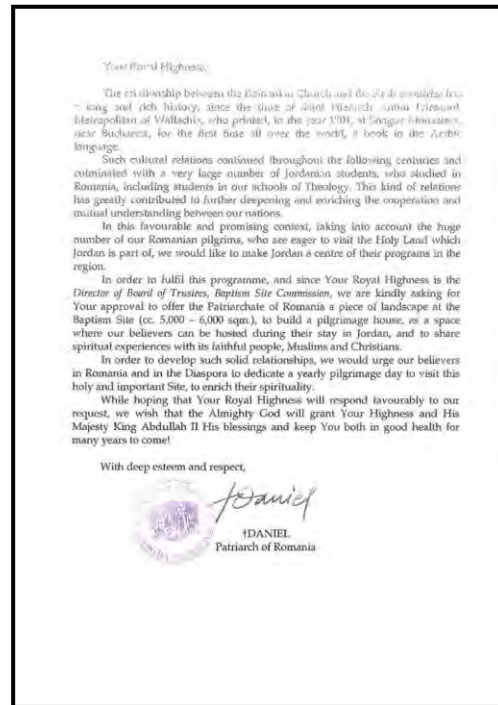 Your Royal Highness,
The relationship between the Romanian Church and the Arab countries has
long and rich history, since the time of Saint Hierarch
Metropolitan of Wallachia, who printed, in the year 1701, at Snagov Monastery,
near Bucharest, for the first time all over the world, a book in the Arabic
language.
Such cultural relations continued throughout the following centuries and
culminated with a very large number of Jordanian students, who studied in
Romania, including students in our schools of Theology. This kind of relations
has greatly contributed to further deepening and enriching the cooperation and
mutual understanding between our nations.
In this favourable and promising context, taking into account the huge
number of our Romanian pilgrims, who are eager to visit the Holy Land which
Jordan is part of, we would like to make Jordan a centre of their programs in the
region.
In order to fulfil this programme, and since Your Royal Highness is the
Director of Board of Trustees, Baptism Site Commission, we are kindly asking for
Your approval to offer the Patriarchate of Romania a piece of landscape at the
Baptism Site (cc. 5,000 – 6,000 sqm.), to build a pilgrimage house, as a space
where our believers can be hosted during their stay in Jordan, and to share
spiritual experiences with its faithful people, Muslims and Christians.
In order to develop such solid relationships, we would urge our believers
in Romania and in the Diaspora to dedicate a yearly pilgrimage day to visit this
holy and important Site, to enrich their spirituality.
While hoping that Your Royal Highness will respond favourably to our
request, we wish that the Almighty God will grant Your Highness and His
Majesty King Abdullah II His blessings and keep You both in good health for
many years to come!
With deep esteem and respect,
†Daniel
†DANIEL
Patriarch of Romania